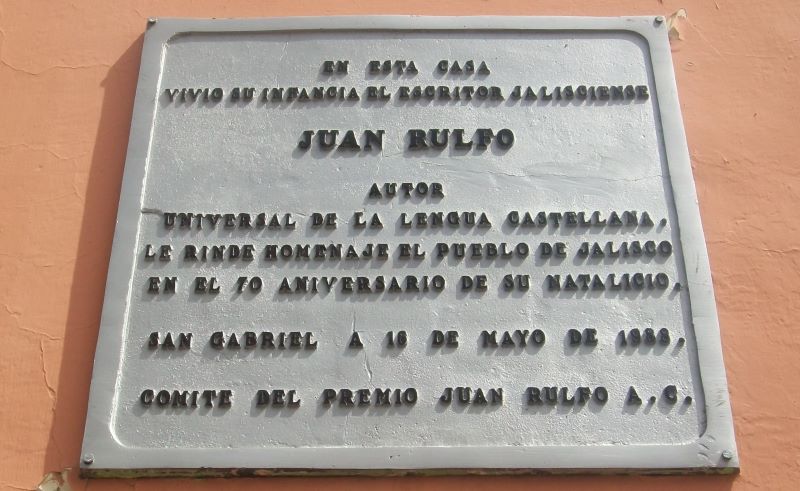 EN ESTA CASA
VIVIO SU INFANCIA EL ESCRITOR JALISCIENSE
JUAN RULFO
AUTOR
UNIVERSAL DE LA LENGUA CASTELLANA,
LE RINDE HOMENAJE EL PUEBLO DE JALISCO
EN EL 70 ANIVERSARIO DE SU NATALICIO,
SAN GABRIEL A 16 DE MAYO DE 1988,
COMITE DEL PREMIO JUAN RULFO A.C.